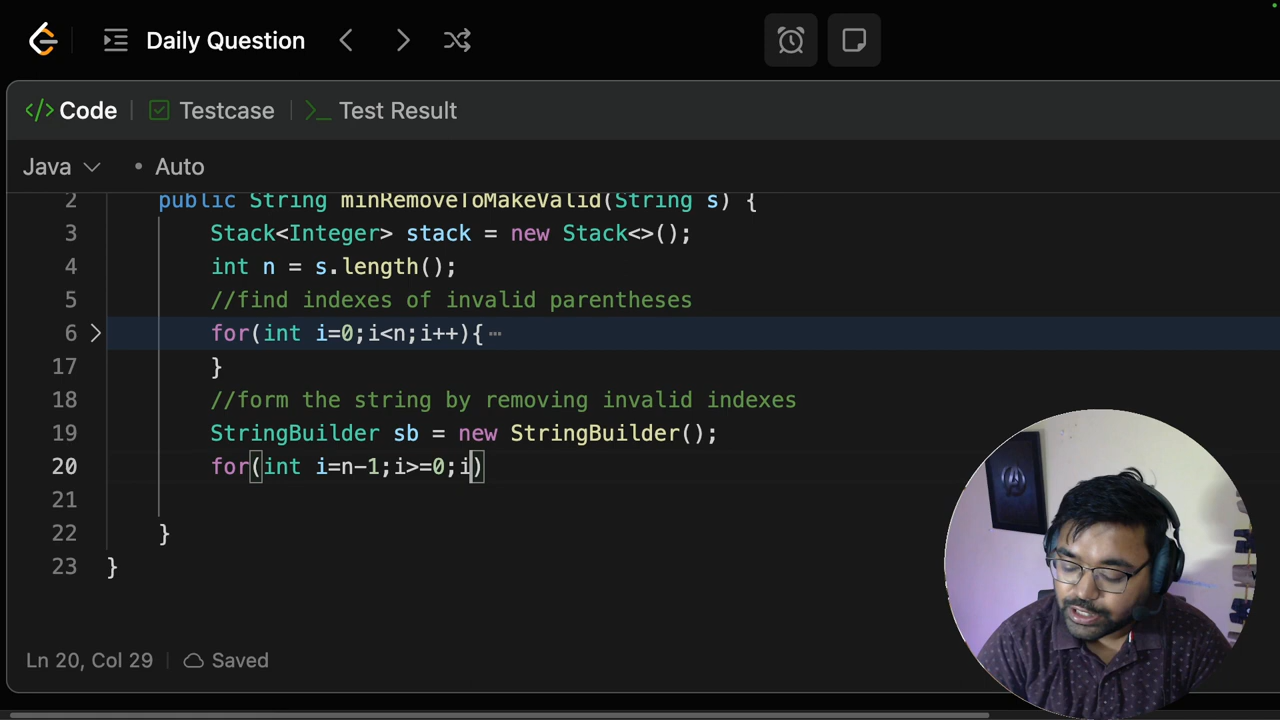 Daily Question
</> Code
Testcase
>_ Test Result
Java
• Auto
2 public String minRemoveToMakeValid(String s) {
3 Stack<Integer> stack = new Stack<>();
4 int n = s.length();
5 //find indexes of invalid parentheses
6 for(int i=0;i<n;i++){ ⋯
17 }
18 //form the string by removing invalid indexes
19 StringBuilder sb = new StringBuilder();
20 for(int i=n-1;i>=0;i)
21
22 }
23 }
Ln 20, Col 29
Saved